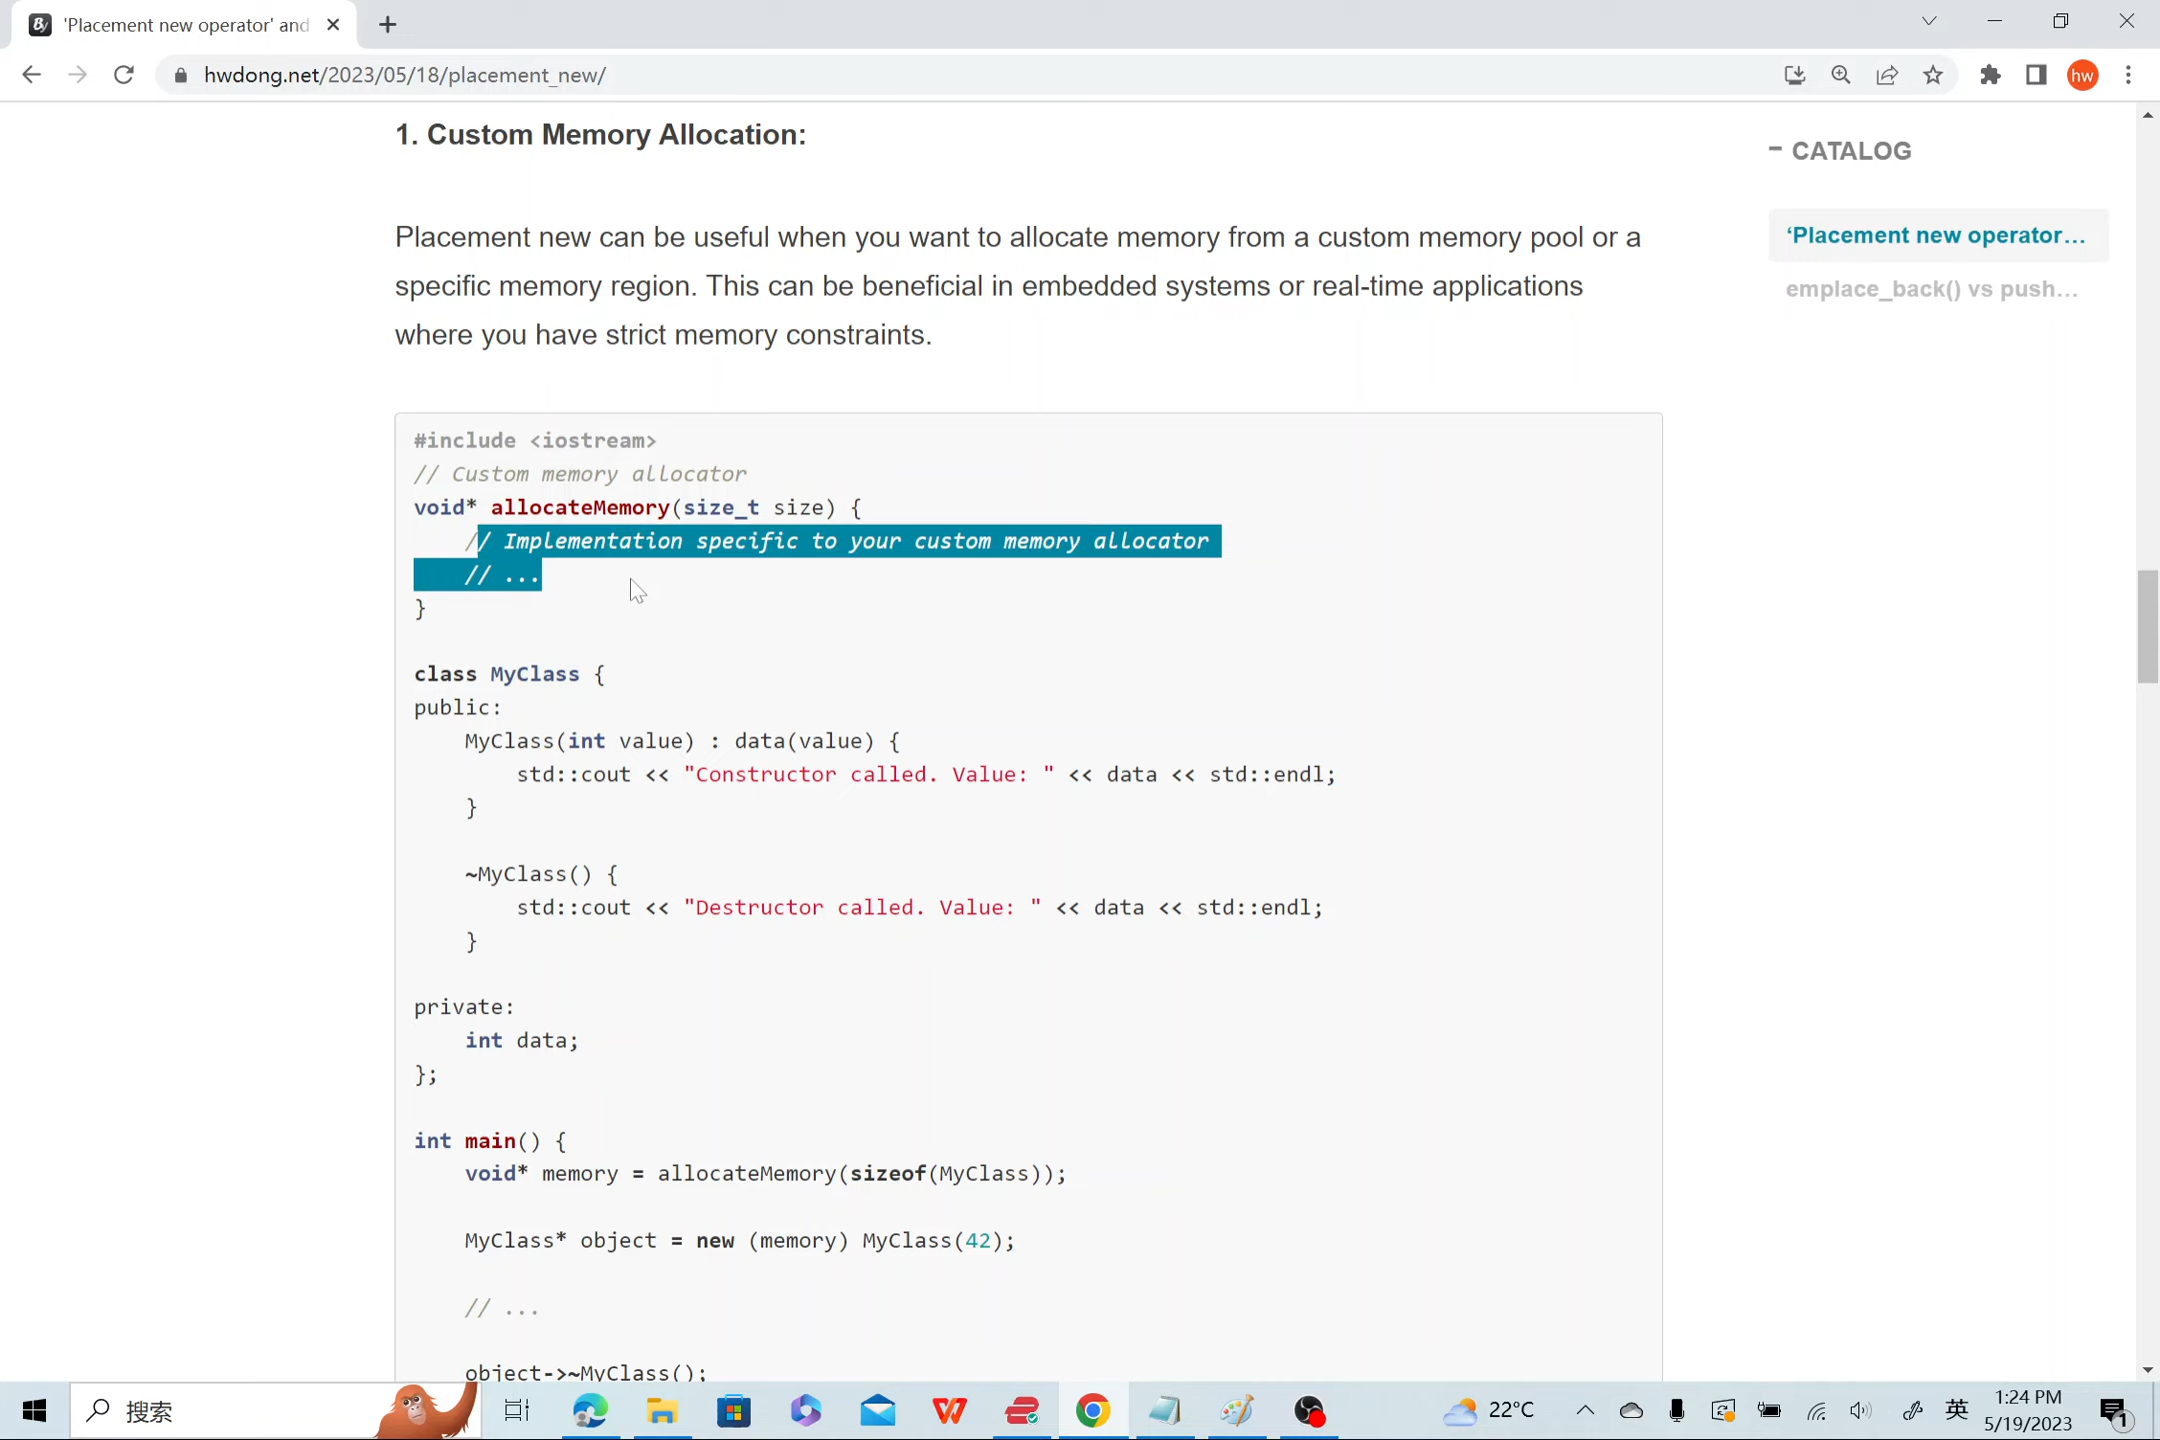 'Placement new operator' and
hwdong.net/2023/05/18/placement_new/
hw
1. Custom Memory Allocation:
Placement new can be useful when you want to allocate memory from a custom memory pool or a
specific memory region. This can be beneficial in embedded systems or real-time applications
where you have strict memory constraints.
#include <iostream>
// Custom memory allocator
void* allocateMemory(size_t size) {
    // Implementation specific to your custom memory allocator
    // ...
}
class MyClass {
public:
    MyClass(int value) : data(value) {
        std::cout << "Constructor called. Value: " << data << std::endl;
    }
    ~MyClass() {
        std::cout << "Destructor called. Value: " << data << std::endl;
    }
private:
    int data;
};
int main() {
    void* memory = allocateMemory(sizeof(MyClass));
    MyClass* object = new (memory) MyClass(42);
    // ...
    object->~MyClass();
− CATALOG
‘Placement new operator…
emplace_back() vs push…
搜索
22°C
英
1:24 PM
5/19/2023
1